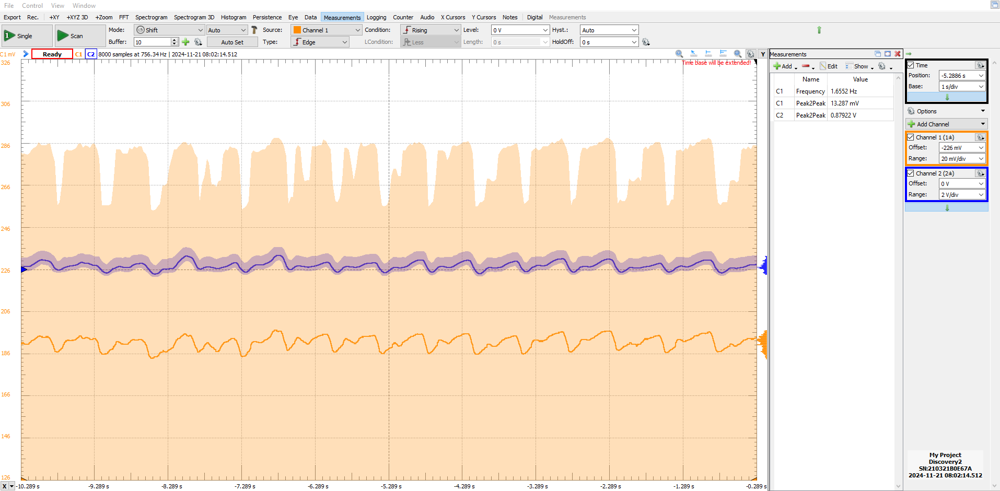 File Control View Window
Export Rec. +XY +XYZ 3D +Zoom FFT Spectrogram Spectrogram 3D Histogram Persistence Eye Data Measurements Logging Counter Audio X Cursors Y Cursors Notes Digital Measurements
1 Single Scan
Mode: Shift Auto Source: Channel 1 Condition: Rising Level: 0 V Hyst.: Auto
Buffer: 10 Auto Set Type: Edge LCondition: Less Length: 0 s HoldOff: 0 s
C1 mV Ready C1 C2 8000 samples at 756.34 Hz | 2024-11-21 08:02:14.512 Y
Time base will be extended!
326
306
286
266
246
226
206
186
166
146
126
X -10.289 s -9.289 s -8.289 s -7.289 s -6.289 s -5.289 s -4.289 s -3.289 s -2.289 s -1.289 s -0.289 s
Measurements
Add Edit Show
Name Value
C1 Frequency 1.6552 Hz
C1 Peak2Peak 13.287 mV
C2 Peak2Peak 0.87922 V
Time
Position: -5.2886 s
Base: 1 s/div
Options
Add Channel
Channel 1 (1±)
Offset: -226 mV
Range: 20 mV/div
Channel 2 (2±)
Offset: 0 V
Range: 2 V/div
My Project
Discovery2
SN:210321B0E67A
2024-11-21 08:02:14.512